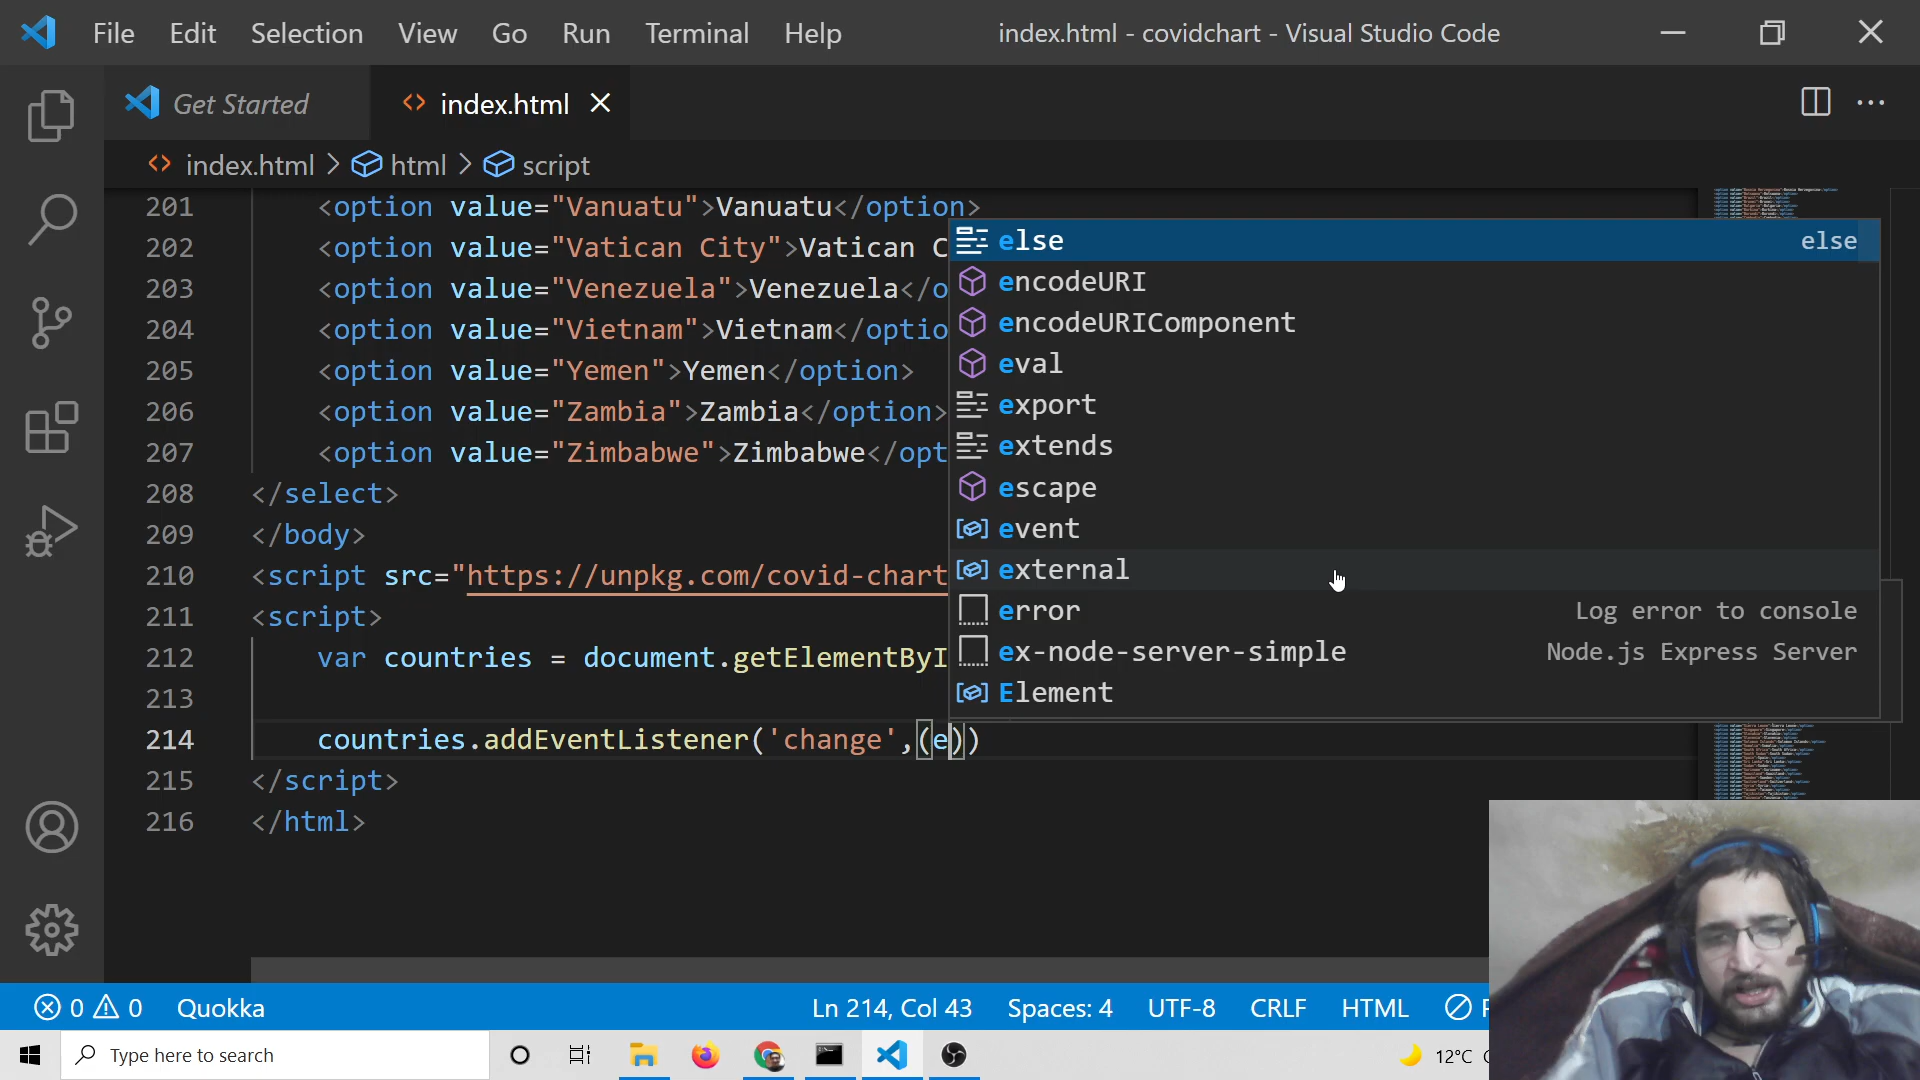 File Edit Selection View Go Run Terminal Help index.html - covidchart - Visual Studio Code
Get Started index.html
index.html > html > script
201 <option value="Vanuatu">Vanuatu</option>
202 <option value="Vatican City">Vatican C
203 <option value="Venezuela">Venezuela</o
204 <option value="Vietnam">Vietnam</optio
205 <option value="Yemen">Yemen</option>
206 <option value="Zambia">Zambia</option>
207 <option value="Zimbabwe">Zimbabwe</opt
208 </select>
209 </body>
210 <script src="https://unpkg.com/covid-chart
211 <script>
212 var countries = document.getElementByI
213
214 countries.addEventListener('change',(e))
215 </script>
216 </html>
else else
encodeURI
encodeURIComponent
eval
export
extends
escape
event
external
error Log error to console
ex-node-server-simple Node.js Express Server
Element
0 0 Quokka Ln 214, Col 43 Spaces: 4 UTF-8 CRLF HTML
Type here to search 12°C